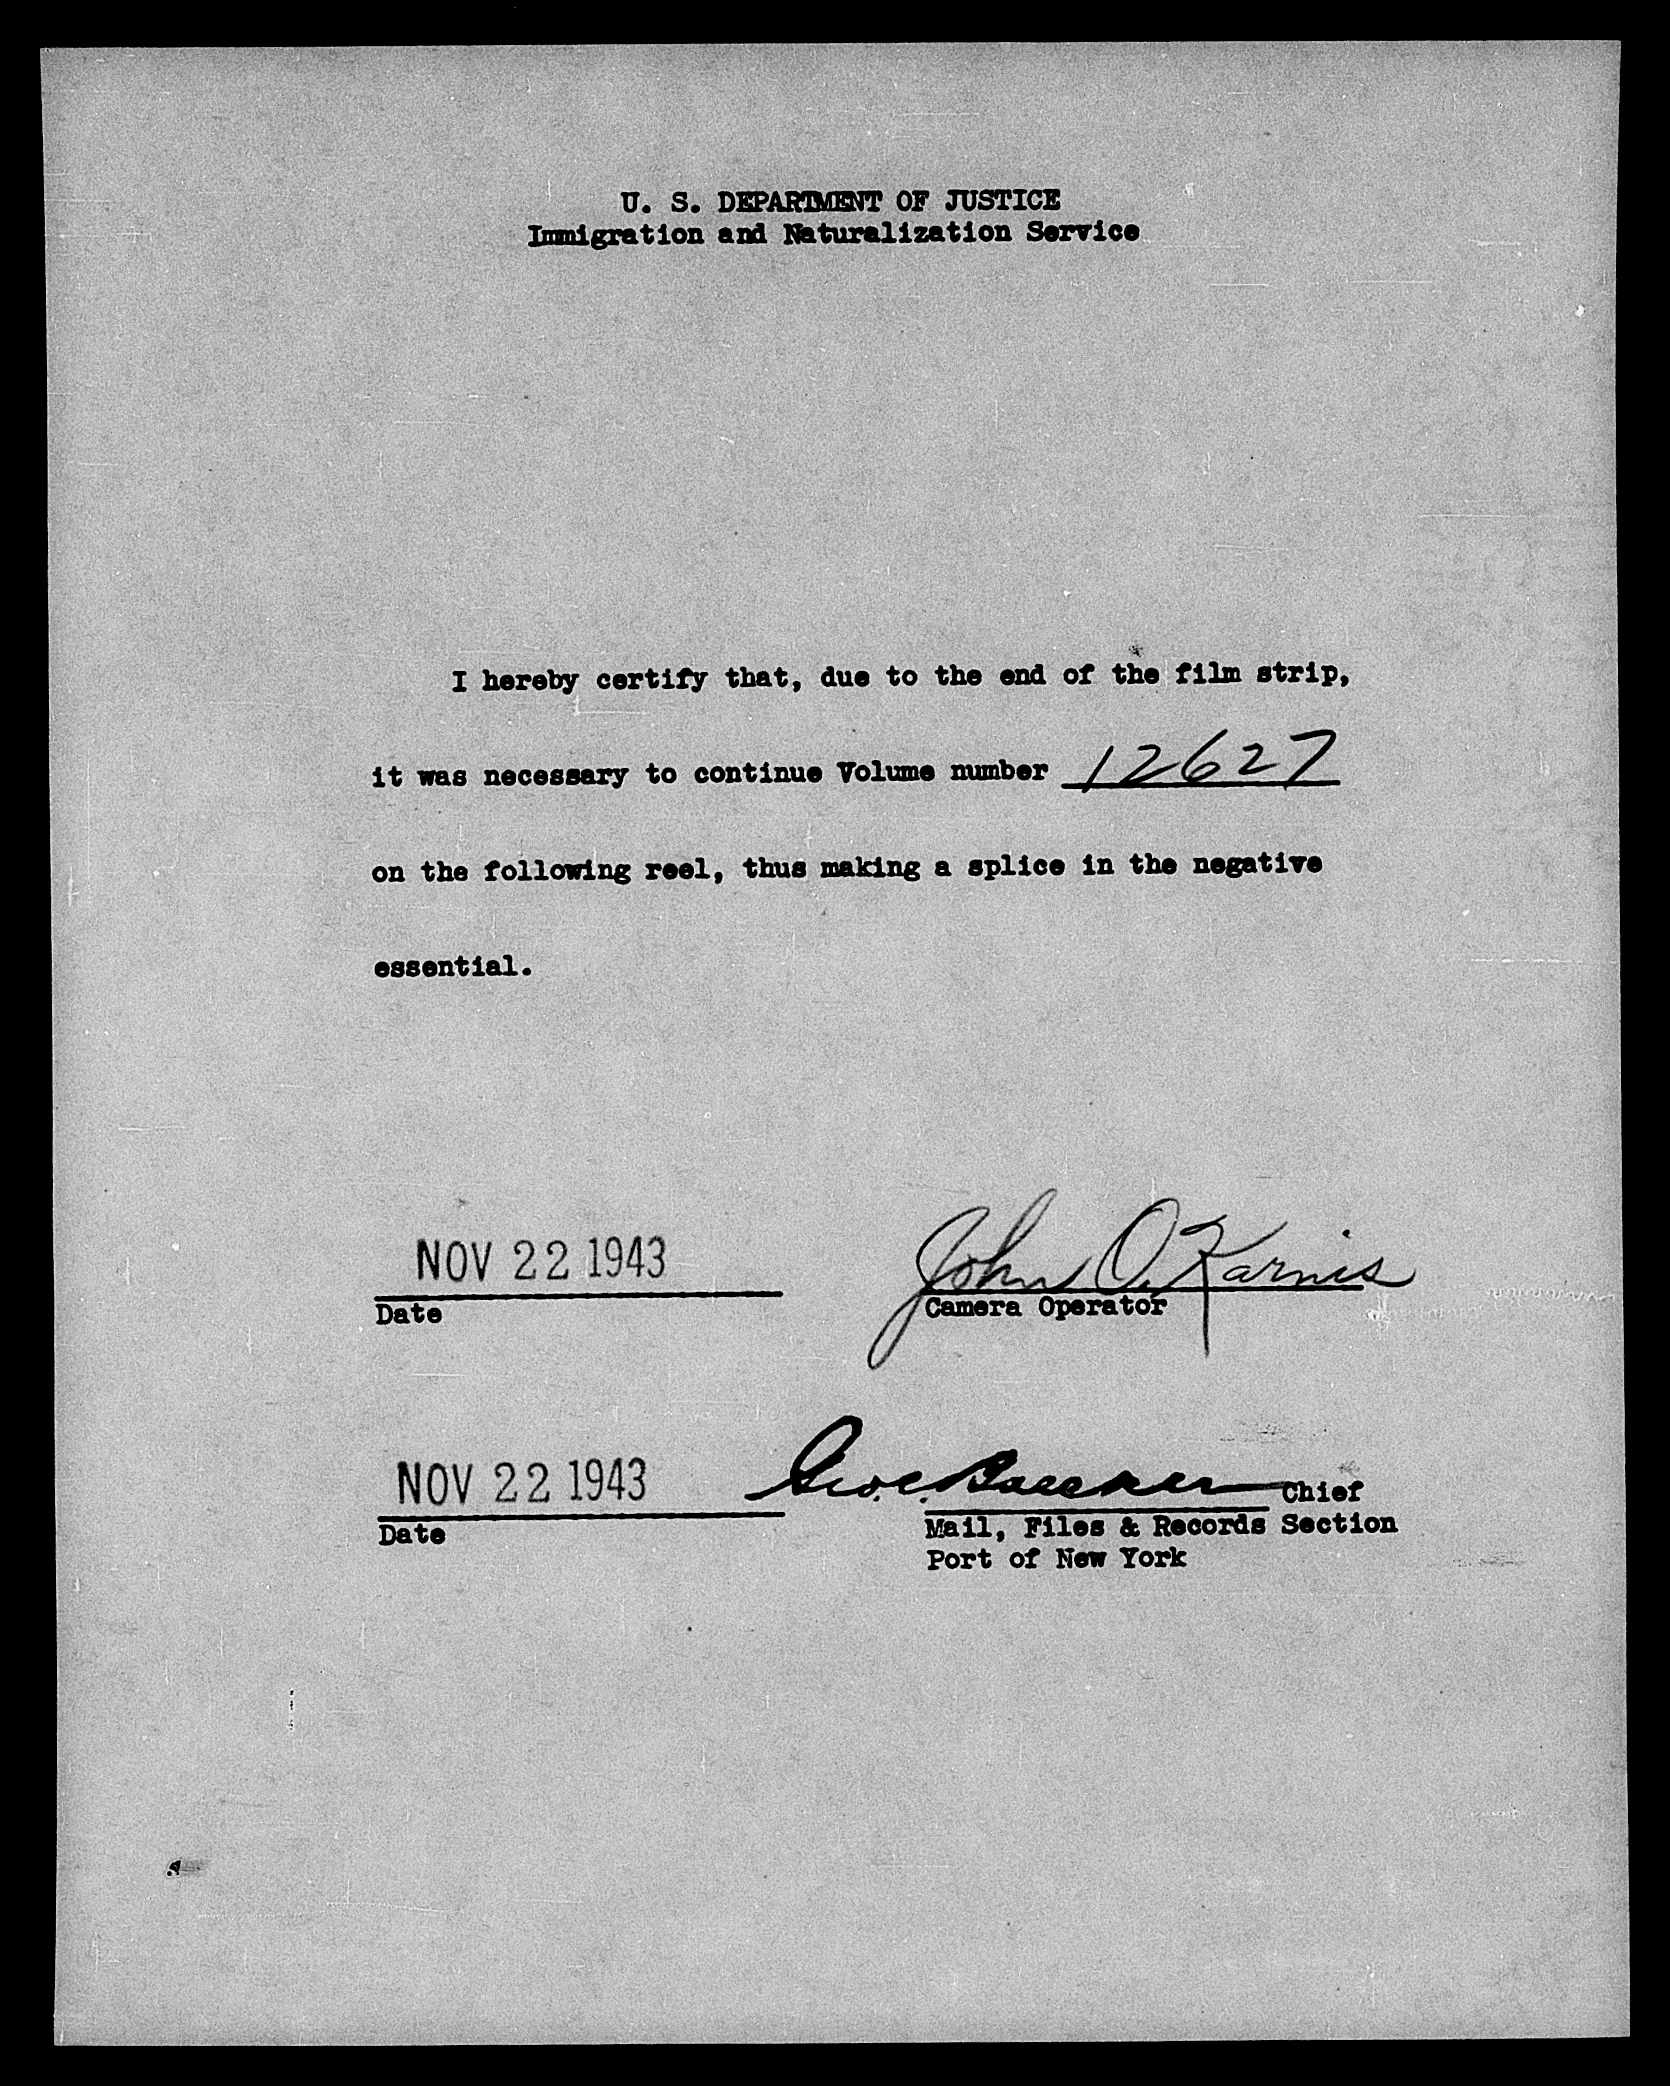 U. S. DEPARTMENT OF JUSTICE
Immigration and Naturalization Service
I hereby certify that, due to the end of the film strip,
it was necessary to continue Volume number 12627
on the following reel, thus making a splice in the negative
essential.
NOV 22 1943
John O. Karnis
Date
Camera Operator
NOV 22 1943
Geo. C. Baecker Chief
Date
Mail, Files & Records Section
Port of New York